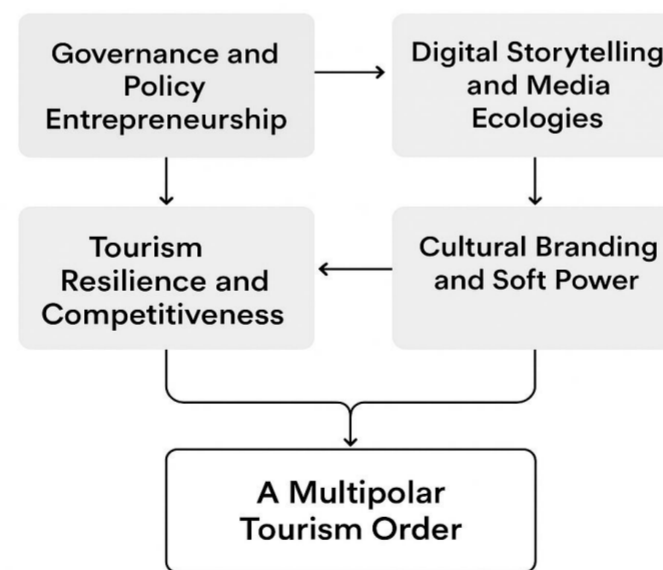 Governance and
Policy
Entrepreneurship
Digital Storytelling
and Media
Ecologies
Tourism
Resilience and
Competitiveness
Cultural Branding
and Soft Power
A Multipolar
Tourism Order